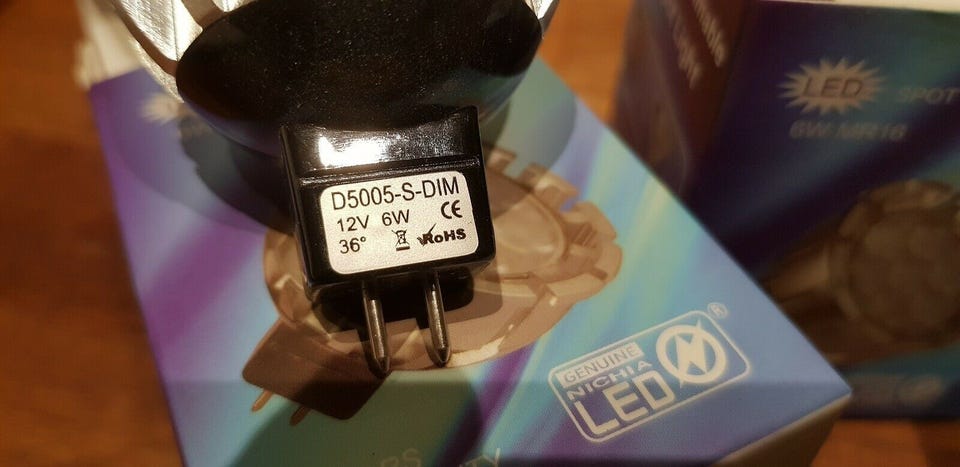 D5005-S-DIM
12V 6W CE
36° RoHS
GENUINE
NICHIA
LED
®
LED SPOT
6W MR16